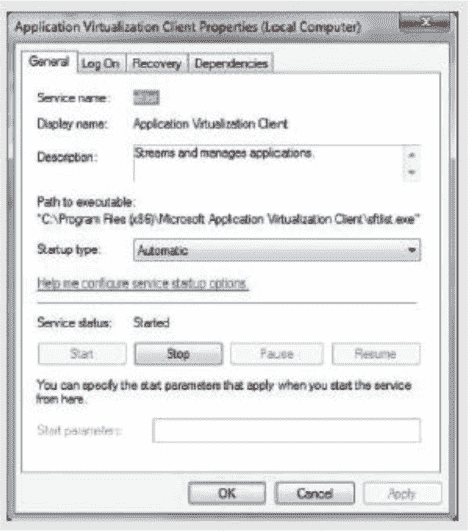 Application Virtualization Client Properties (Local Computer)
General Log On Recovery Dependencies
Service name:
Display name: Application Virtualization Client
Description: Streams and manages applications.
Path to executable:
"C:\Program Files (x86)\Microsoft Application Virtualization Client\sftlist.exe"
Startup type: Automatic
Help me configure service startup options.
Service status: Started
Start Stop Pause Resume
You can specify the start parameters that apply when you start the service
from here.
Start parameters:
OK Cancel Apply